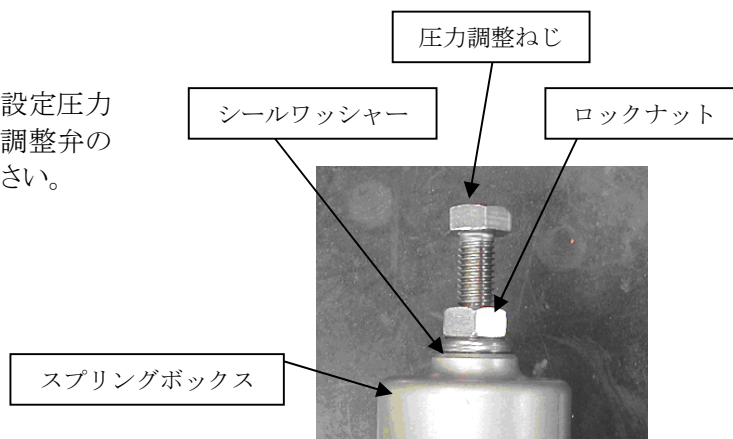 圧力調整ねじ
設定圧力
調整弁の
さい。
シールワッシャー
ロックナット
スプリングボックス